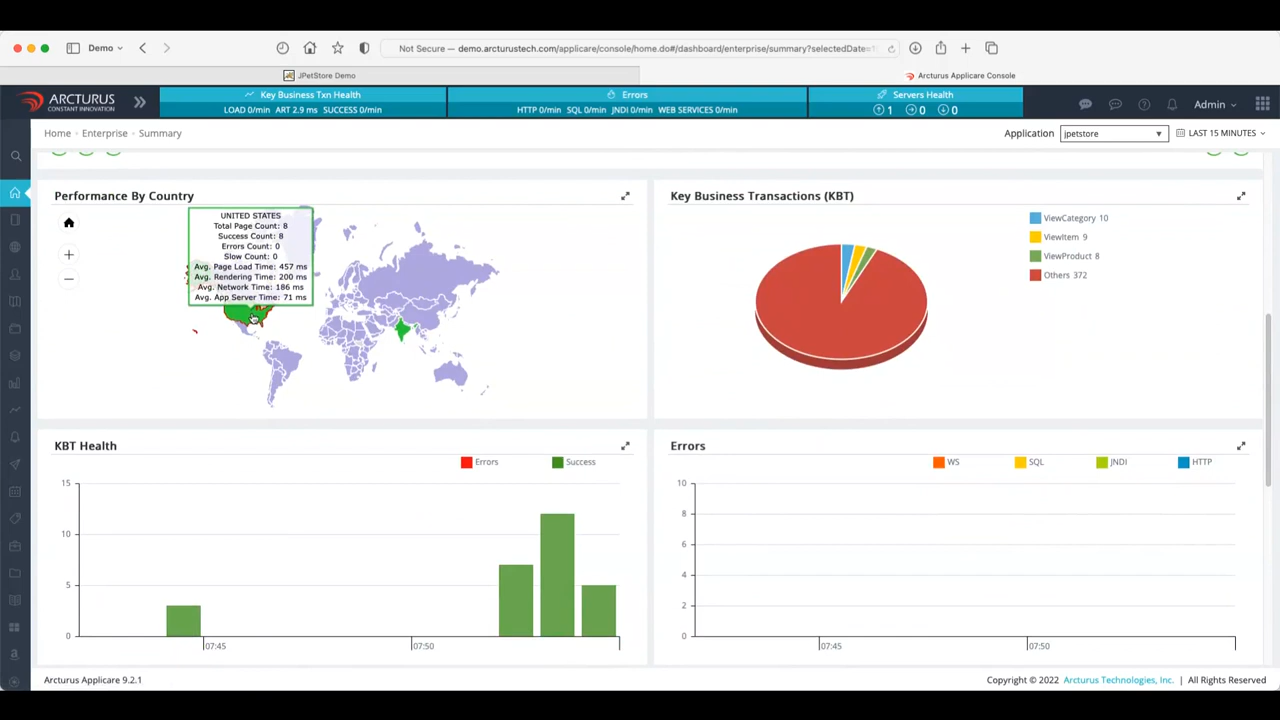 Demo
Not Secure — demo.arcturustech.com/applicare/console/home.do#/dashboard/enterprise/summary?selectedDate=
JPetStore Demo
Arcturus Applicare Console
ARCTURUS
CONSTANT INNOVATION
Key Business Txn Health
LOAD 0/min ART 2.9 ms SUCCESS 0/min
Errors
HTTP 0/min SQL 0/min JNDI 0/min WEB SERVICES 0/min
Servers Health
1 0 0
Admin
Home Enterprise Summary
Application jpetstore LAST 15 MINUTES
Performance By Country
UNITED STATES
Total Page Count: 8
Success Count: 8
Errors Count: 0
Slow Count: 0
Avg. Page Load Time: 457 ms
Avg. Rendering Time: 200 ms
Avg. Network Time: 186 ms
Avg. App Server Time: 71 ms
Key Business Transactions (KBT)
ViewCategory 10
ViewItem 9
ViewProduct 8
Others 372
KBT Health
Errors Success
15
10
5
0
07:45 07:50
Errors
WS SQL JNDI HTTP
10
8
6
4
2
0
07:45 07:50
Arcturus Applicare 9.2.1
Copyright © 2022 Arcturus Technologies, Inc. | All Rights Reserved